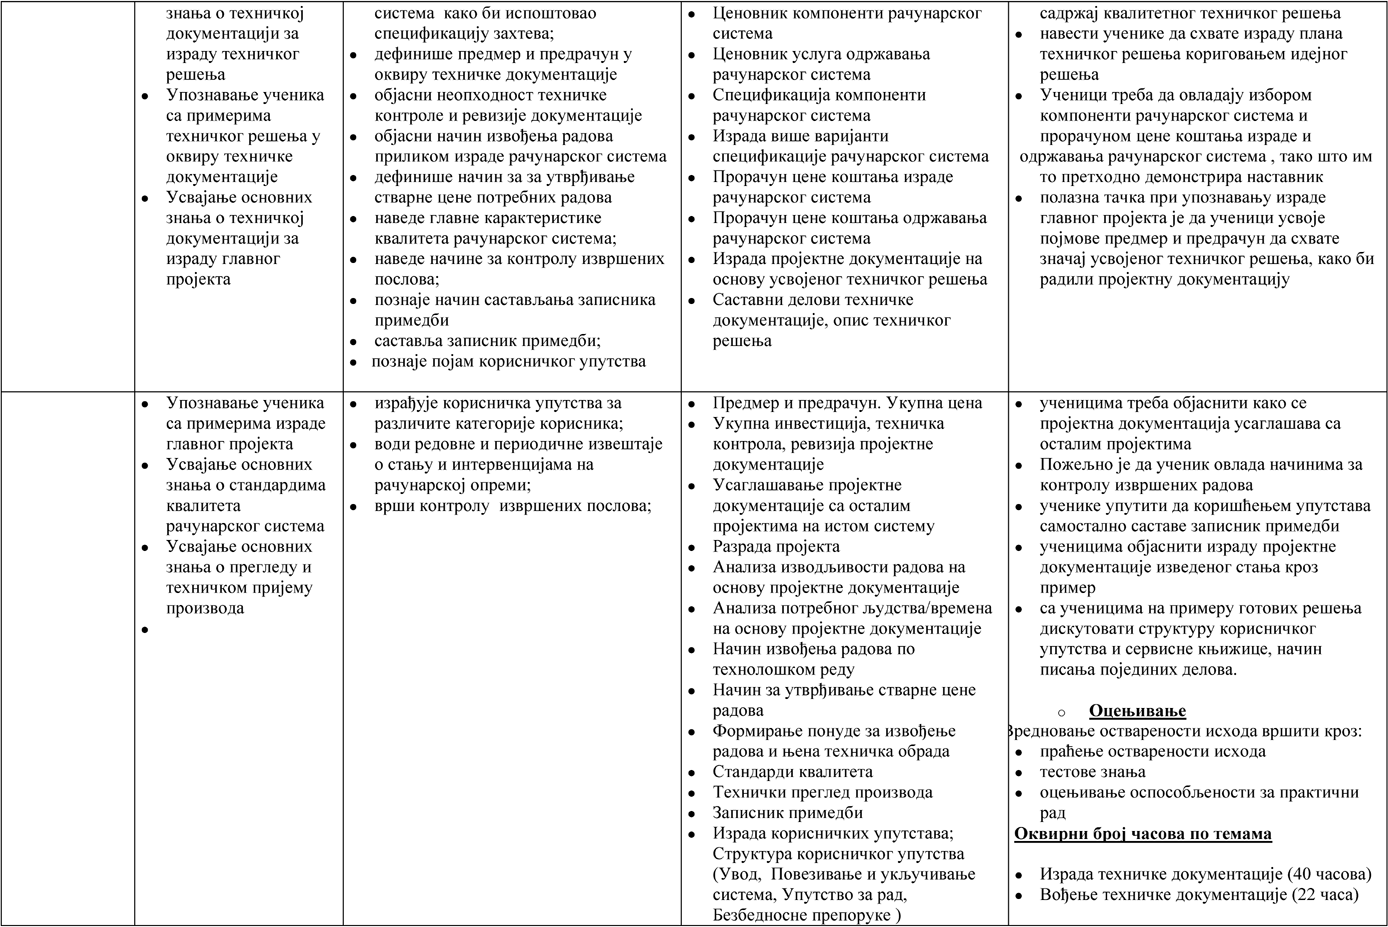 знања о техничкој
документацији за
израду техничког
решења
• Упознавање ученика
са примерима
техничког решења у
оквиру техничке
документације
• Усвајање основних
знања о техничкој
документацији за
израду главног
пројекта
система како би испоштовао
спецификацију захтева;
• дефинише предмер и предрачун у
оквиру техничке документације
• објасни неопходност техничке
контроле и ревизије документације
• објасни начин извођења радова
приликом израде рачунарског система
• дефинише начин за за утврђивање
стварне цене потребних радова
• наведе главне карактеристике
квалитета рачунарског система;
• наведе начине за контролу извршених
послова;
• познаје начин састављања записника
примедби
• саставља записник примедби;
• познаје појам корисничког упутства
• Ценовник компоненти рачунарског
система
• Ценовник услуга одржавања
рачунарског система
• Спецификација компоненти
рачунарског система
• Израда више варијанти
спецификације рачунарског система
• Прорачун цене коштања израде
рачунарског система
• Прорачун цене коштања одржавања
рачунарског система
• Израда пројектне документације на
основу усвојеног техничког решења
• Саставни делови техничке
документације, опис техничког
решења
садржај квалитетног техничког решења
• навести ученике да схвате израду плана
техничког решења кориговањем идејног
решења
• Ученици треба да овладају избором
компоненти рачунарског система и
прорачуном цене коштања израде и
одржавања рачунарског система , тако што им
то претходно демонстрира наставник
• полазна тачка при упознавању израде
главног пројекта је да ученици усвоје
појмове предмер и предрачун да схвате
значај усвојеног техничког решења, како би
радили пројектну документацију
• Упознавање ученика
са примерима израде
главног пројекта
• Усвајање основних
знања о стандардима
квалитета
рачунарског система
• Усвајање основних
знања о прегледу и
техничком пријему
производа
•
• израђује корисничка упутства за
различите категорије корисника;
• води редовне и периодичне извештаје
о стању и интервенцијама на
рачунарској опреми;
• врши контролу извршених послова;
• Предмер и предрачун. Укупна цена
• Укупна инвестиција, техничка
контрола, ревизија пројектне
документације
• Усаглашавање пројектне
документације са осталим
пројектима на истом систему
• Разрада пројекта
• Анализа изводљивости радова на
основу пројектне документације
• Анализа потребног људства/времена
на основу пројектне документације
• Начин извођења радова по
технолошком реду
• Начин за утврђивање стварне цене
радова
• Формирање понуде за извођење
радова и њена техничка обрада
• Стандарди квалитета
• Технички преглед производа
• Записник примедби
• Израда корисничких упутстава;
Структура корисничког упутства
(Увод, Повезивање и укључивање
система, Упутство за рад,
Безбедносне препоруке )
• ученицима треба објаснити како се
пројектна документација усаглашава са
осталим пројектима
• Пожељно је да ученик овлада начинима за
контролу извршених радова
• ученике упутити да коришћењем упутстава
самостално саставе записник примедби
• ученицима објаснити израду пројектне
документације изведеног стања кроз
пример
• са ученицима на примеру готових решења
дискутовати структуру корисничког
упутства и сервисне књижице, начин
писања појединих делова.
o Оцењивање
Вредновање остварености исхода вршити кроз:
• праћење остварености исхода
• тестове знања
• оцењивање оспособљености за практични
рад
Оквирни број часова по темама
• Израда техничке документације (40 часова)
• Вођење техничке документације (22 часа)